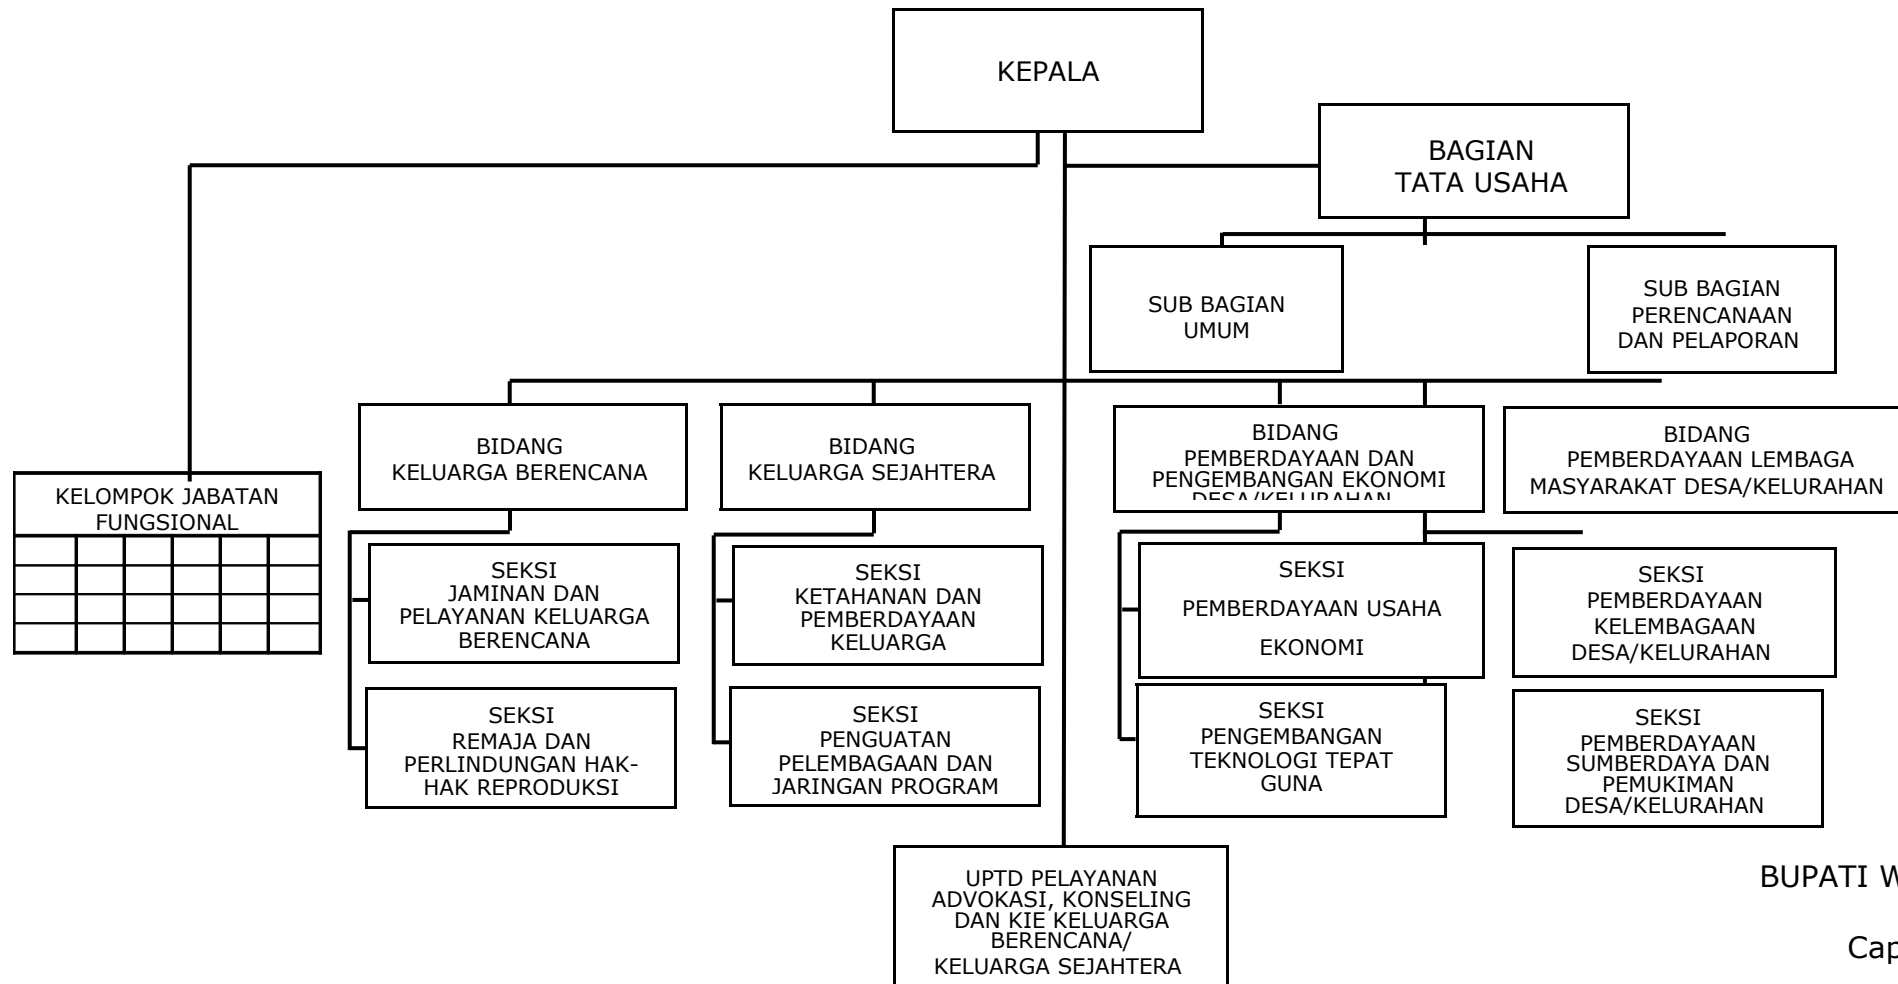 KEPALA
BAGIAN
TATA USAHA
SUB BAGIAN
UMUM
SUB BAGIAN
PERENCANAAN
DAN PELAPORAN
BIDANG
KELUARGA BERENCANA
BIDANG
KELUARGA SEJAHTERA
BIDANG
PEMBERDAYAAN DAN
PENGEMBANGAN EKONOMI
DESA/KELURAHAN
BIDANG
PEMBERDAYAAN LEMBAGA
MASYARAKAT DESA/KELURAHAN
KELOMPOK JABATAN
FUNGSIONAL
SEKSI
JAMINAN DAN
PELAYANAN KELUARGA
BERENCANA
SEKSI
KETAHANAN DAN
PEMBERDAYAAN
KELUARGA
SEKSI
PEMBERDAYAAN USAHA
EKONOMI
SEKSI
PEMBERDAYAAN
KELEMBAGAAN
DESA/KELURAHAN
SEKSI
REMAJA DAN
PERLINDUNGAN HAK-
HAK REPRODUKSI
SEKSI
PENGUATAN
PELEMBAGAAN DAN
JARINGAN PROGRAM
SEKSI
PENGEMBANGAN
TEKNOLOGI TEPAT
GUNA
SEKSI
PEMBERDAYAAN
SUMBERDAYA DAN
PEMUKIMAN
DESA/KELURAHAN
UPTD PELAYANAN
ADVOKASI, KONSELING
DAN KIE KELUARGA
BERENCANA/
KELUARGA SEJAHTERA
BUPATI W
Cap